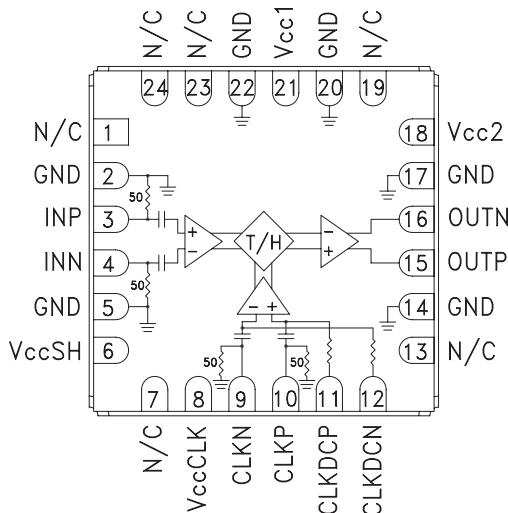 N/C N/C GND Vcc1 GND N/C
24 23 22 21 20 19
N/C 1 18 Vcc2
GND 2 17 GND
50
INP 3 + - 16 OUTN
T/H
INN 4 - + 15 OUTP
50
GND 5 - + 14 GND
VccSH 6 13 N/C
50 50
7 8 9 10 11 12
N/C VccCLK CLKN CLKP CLKDCP CLKDCN